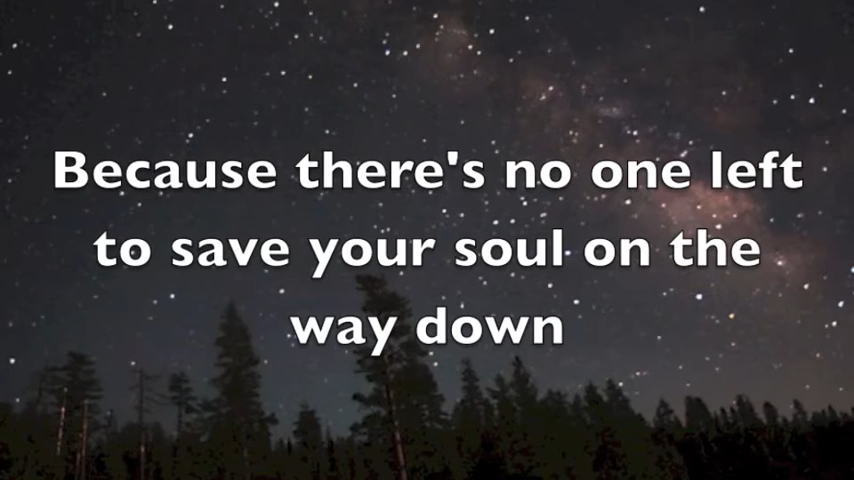 Because there's no one left
to save your soul on the
way down